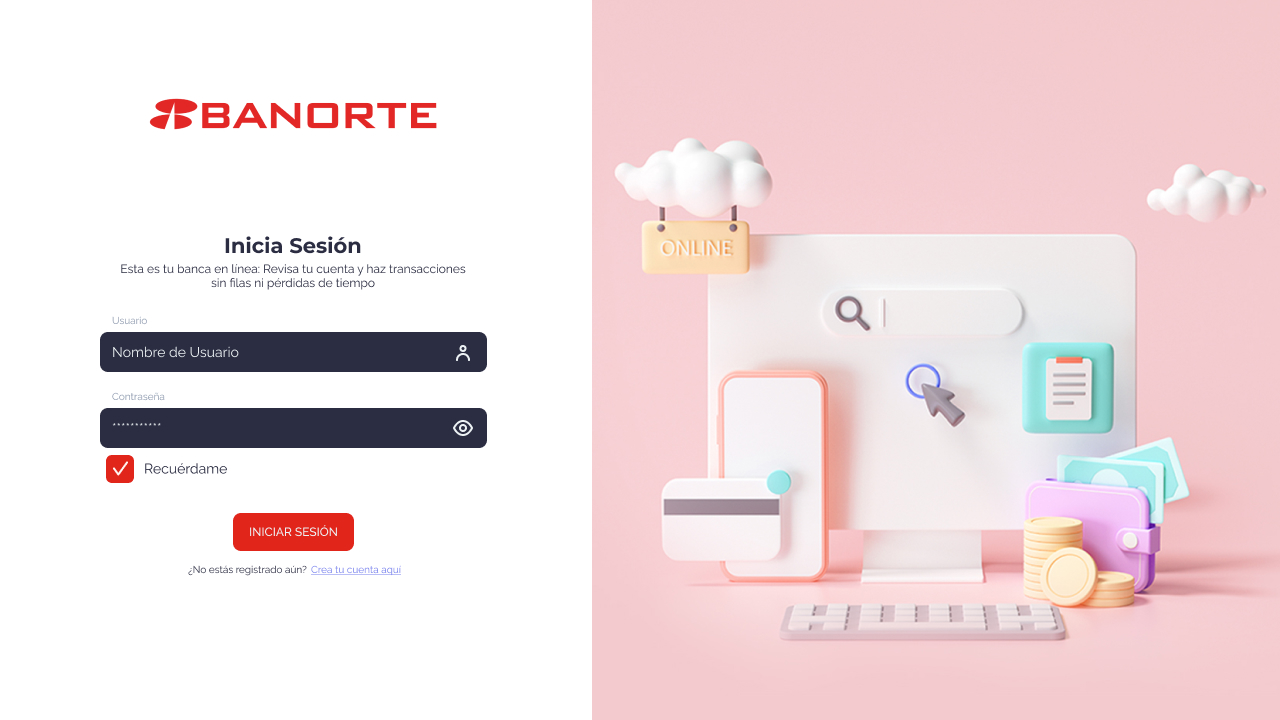 BANORTE
Inicia Sesión
Esta es tu banca en línea: Revisa tu cuenta y haz transacciones
sin filas ni pérdidas de tiempo
Usuario
Nombre de Usuario
Contraseña
***********
Recuérdame
INICIAR SESIÓN
¿No estás registrado aún? Crea tu cuenta aquí
ONLINE